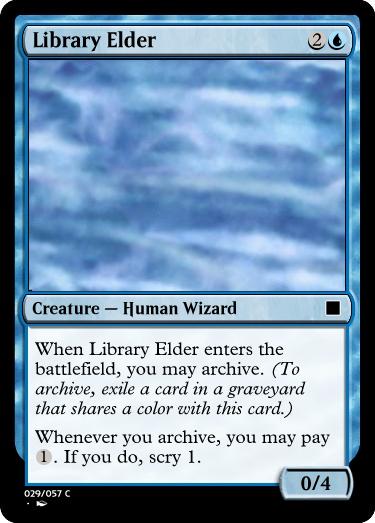 Library Elder 2
Creature — Human Wizard
When Library Elder enters the
battlefield, you may archive. (To
archive, exile a card in a graveyard
that shares a color with this card.)
Whenever you archive, you may pay
1. If you do, scry 1.
0/4
029/057 C